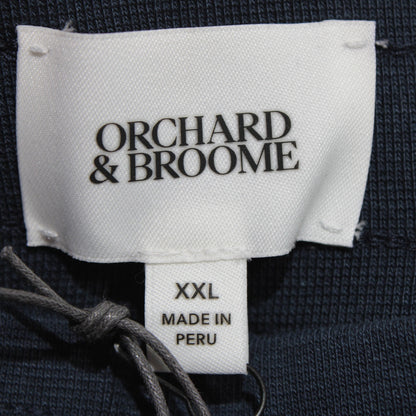 ORCHARD
& BROOME
XXL
MADE IN
PERU